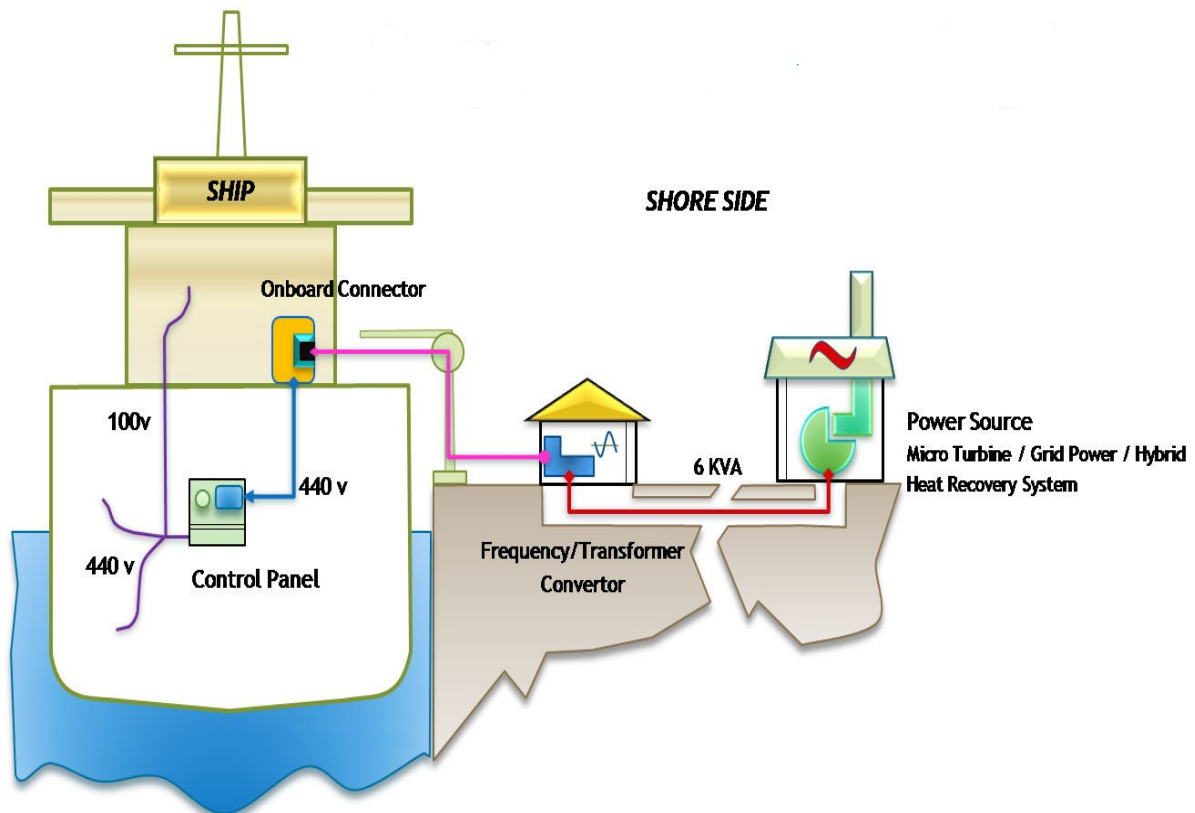 SHIP
SHORE SIDE
Onboard Connector
100v
440 v
440 v
Control Panel
6 KVA
Frequency/Transformer
Convertor
Power Source
Micro Turbine / Grid Power / Hybrid
Heat Recovery System